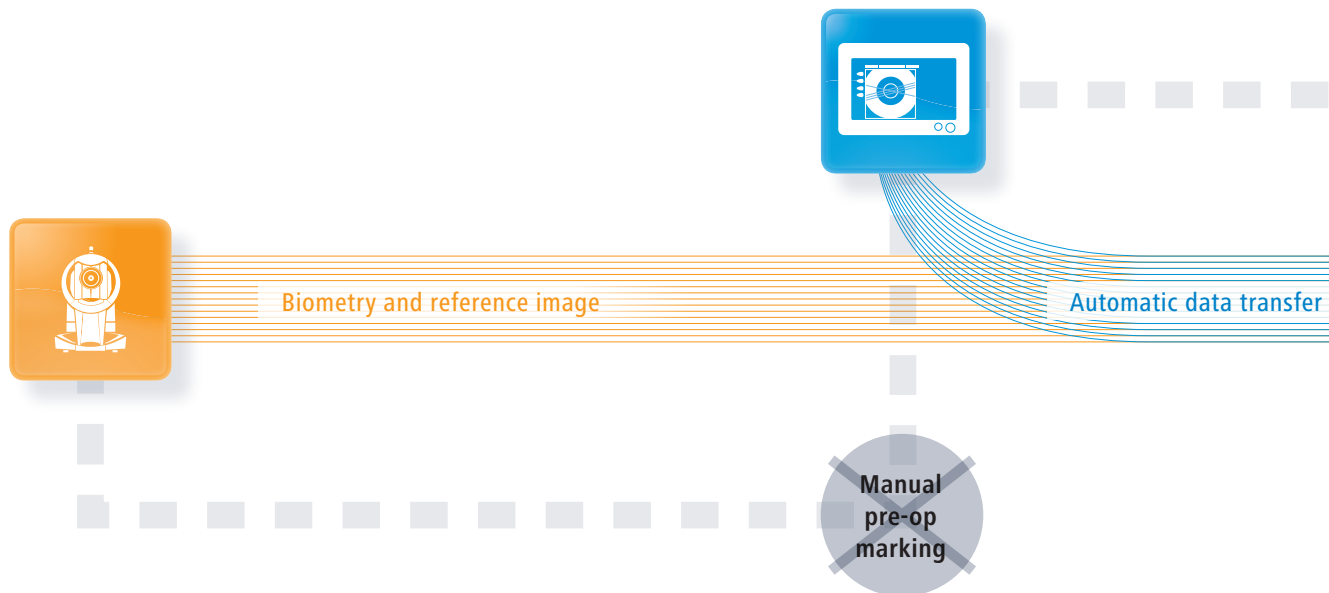 Biometry and reference image
Automatic data transfer
Manual
pre-op
marking